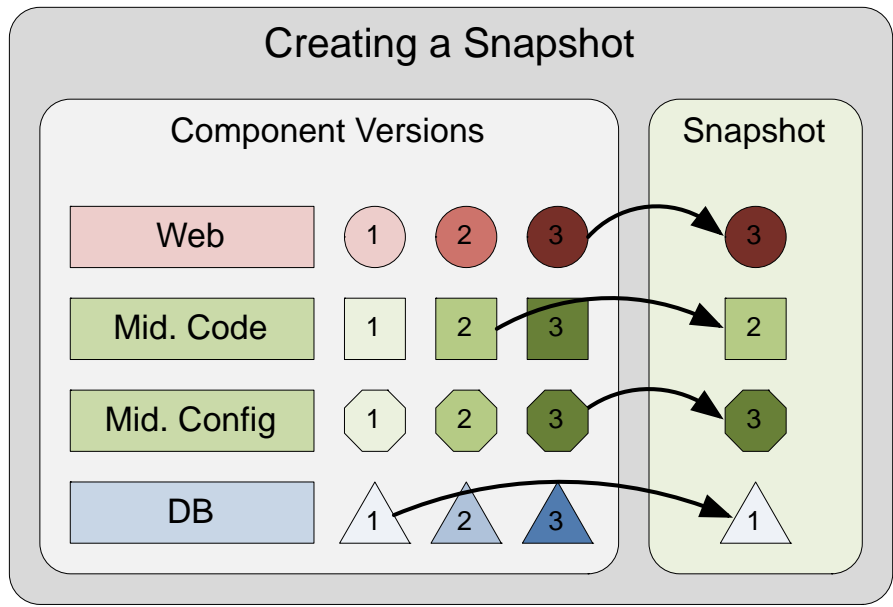 Creating a Snapshot
Component Versions
Snapshot
Web
1
2
3
3
Mid. Code
1
2
3
2
Mid. Config
1
2
3
3
DB
1
2
3
1